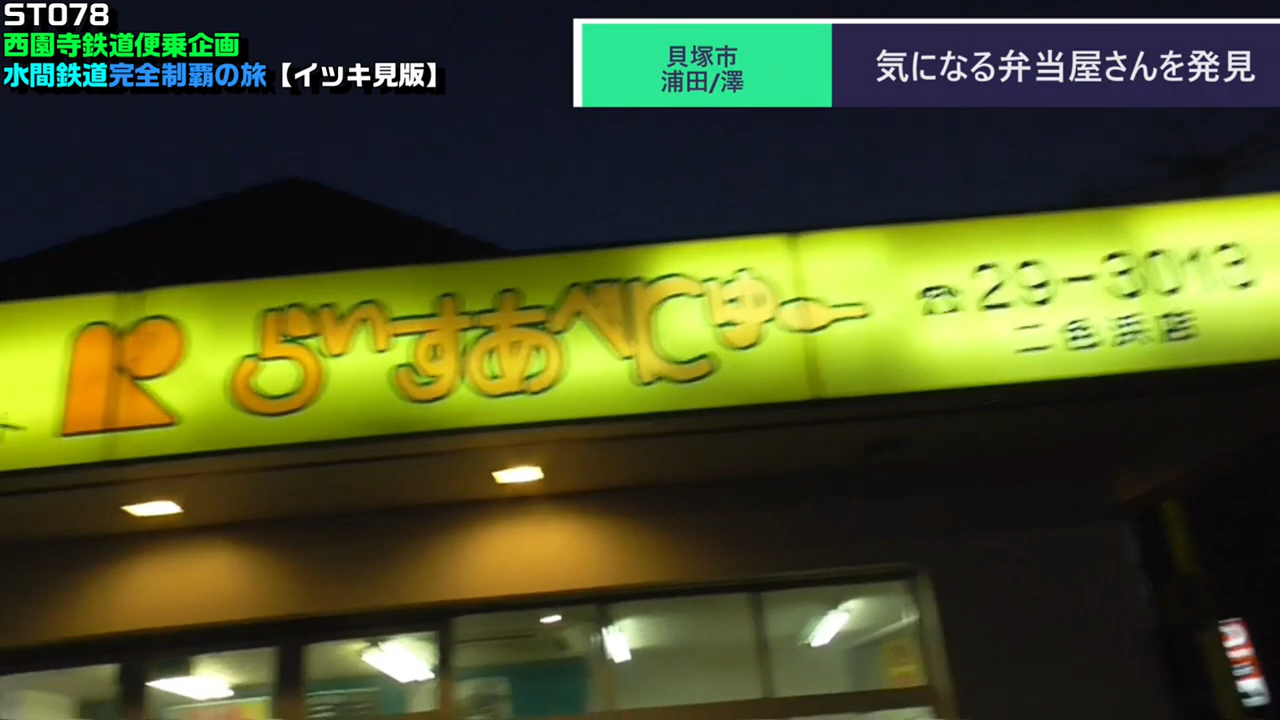 ST078
西園寺鉄道便乗企画
水間鉄道完全制覇の旅【イツキ見版】
貝塚市
浦田/澤
気になる弁当屋さんを発見
R らいすあべにゅー
☎29-3013
二色浜店